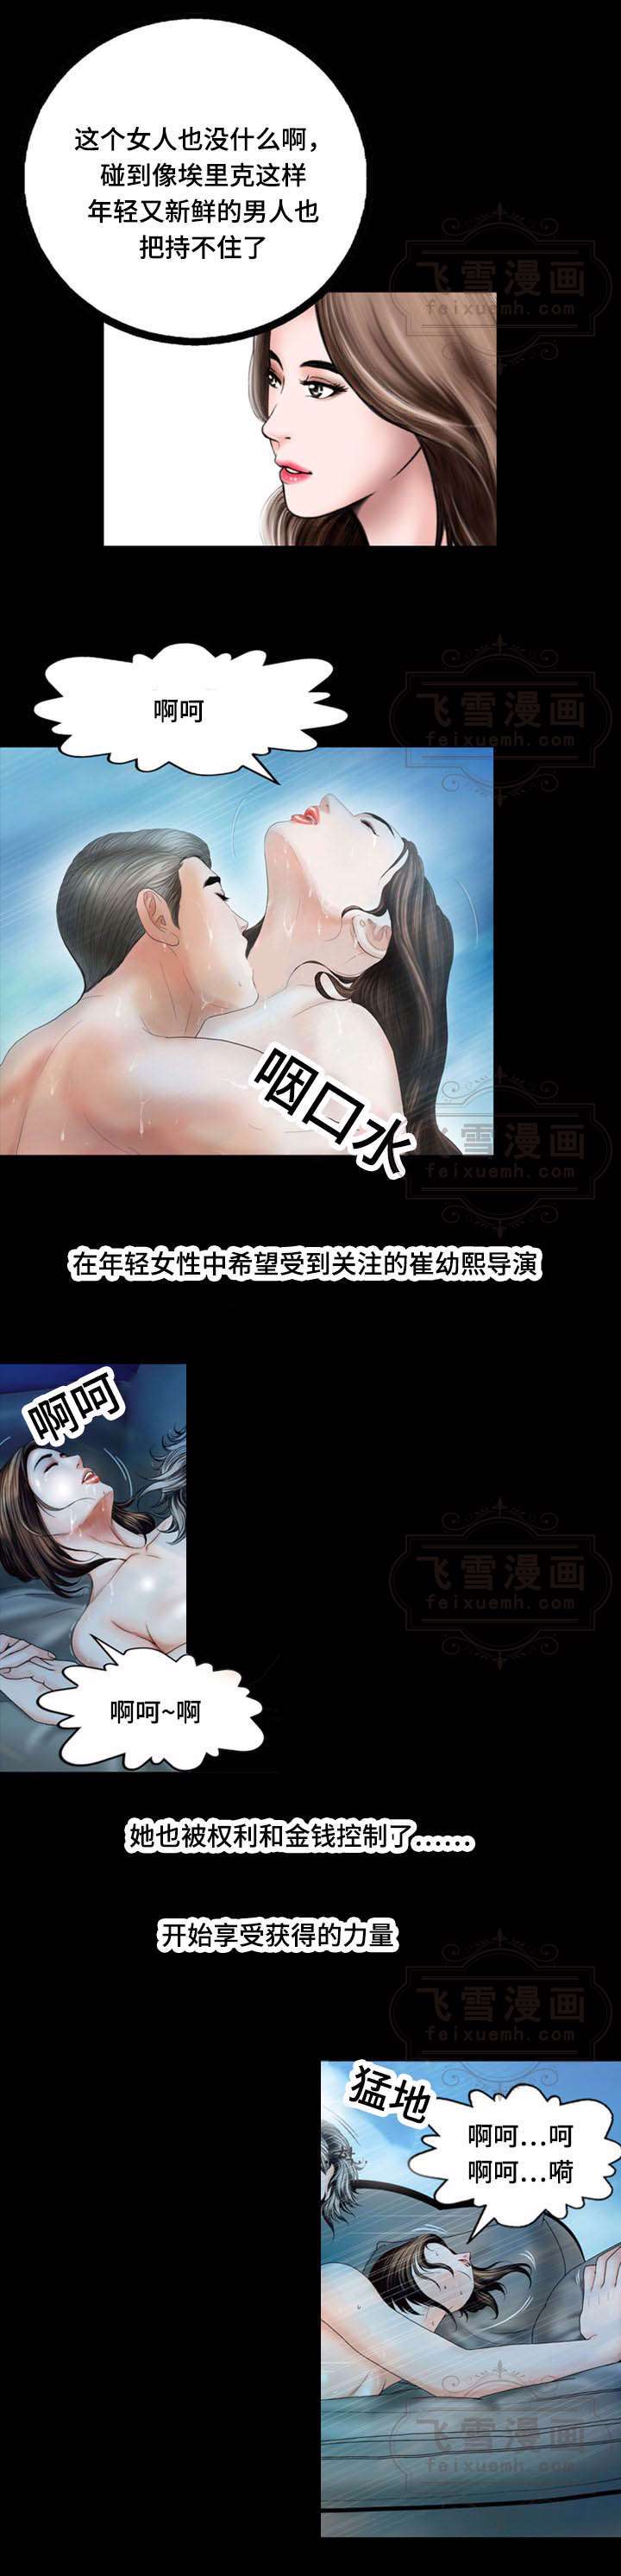 这个女人也没什么啊，
碰到像埃里克这样
年轻又新鲜的男人也
把持不住了
飞雪漫画
feixuemh.com
啊呵
飞雪漫画
feixuemh.com
咽口水
飞雪漫画
feixuemh.com
在年轻女性中希望受到关注的崔幼熙导演
啊呵
飞雪漫画
feixuemh.com
啊呵~啊
她也被权利和金钱控制了……
开始享受获得的力量
飞雪漫画
feixuemh.com
猛地
啊呵…呵
啊呵…嗬
飞雪漫画
feixuemh.com